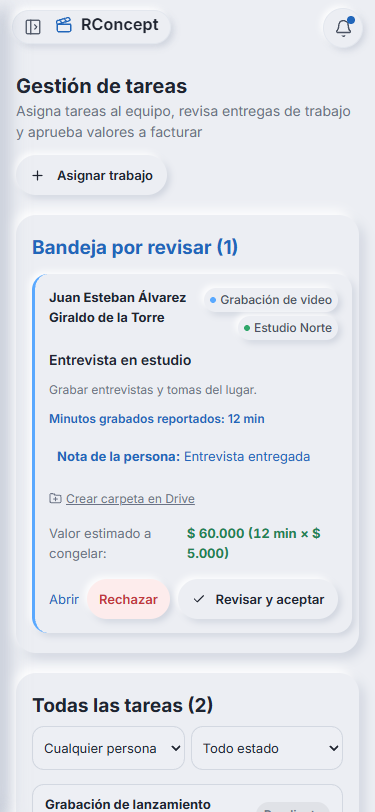 RConcept
Gestión de tareas
Asigna tareas al equipo, revisa entregas de trabajo
y aprueba valores a facturar
Asignar trabajo
Bandeja por revisar (1)
Juan Esteban Álvarez
Giraldo de la Torre
Grabación de video
Estudio Norte
Entrevista en estudio
Grabar entrevistas y tomas del lugar.
Minutos grabados reportados: 12 min
Nota de la persona: Entrevista entregada
Crear carpeta en Drive
Valor estimado a
congelar:
$ 60.000 (12 min × $
5.000)
Abrir
Rechazar
Revisar y aceptar
Todas las tareas (2)
Cualquier persona
Todo estado
Grabación de lanzamiento